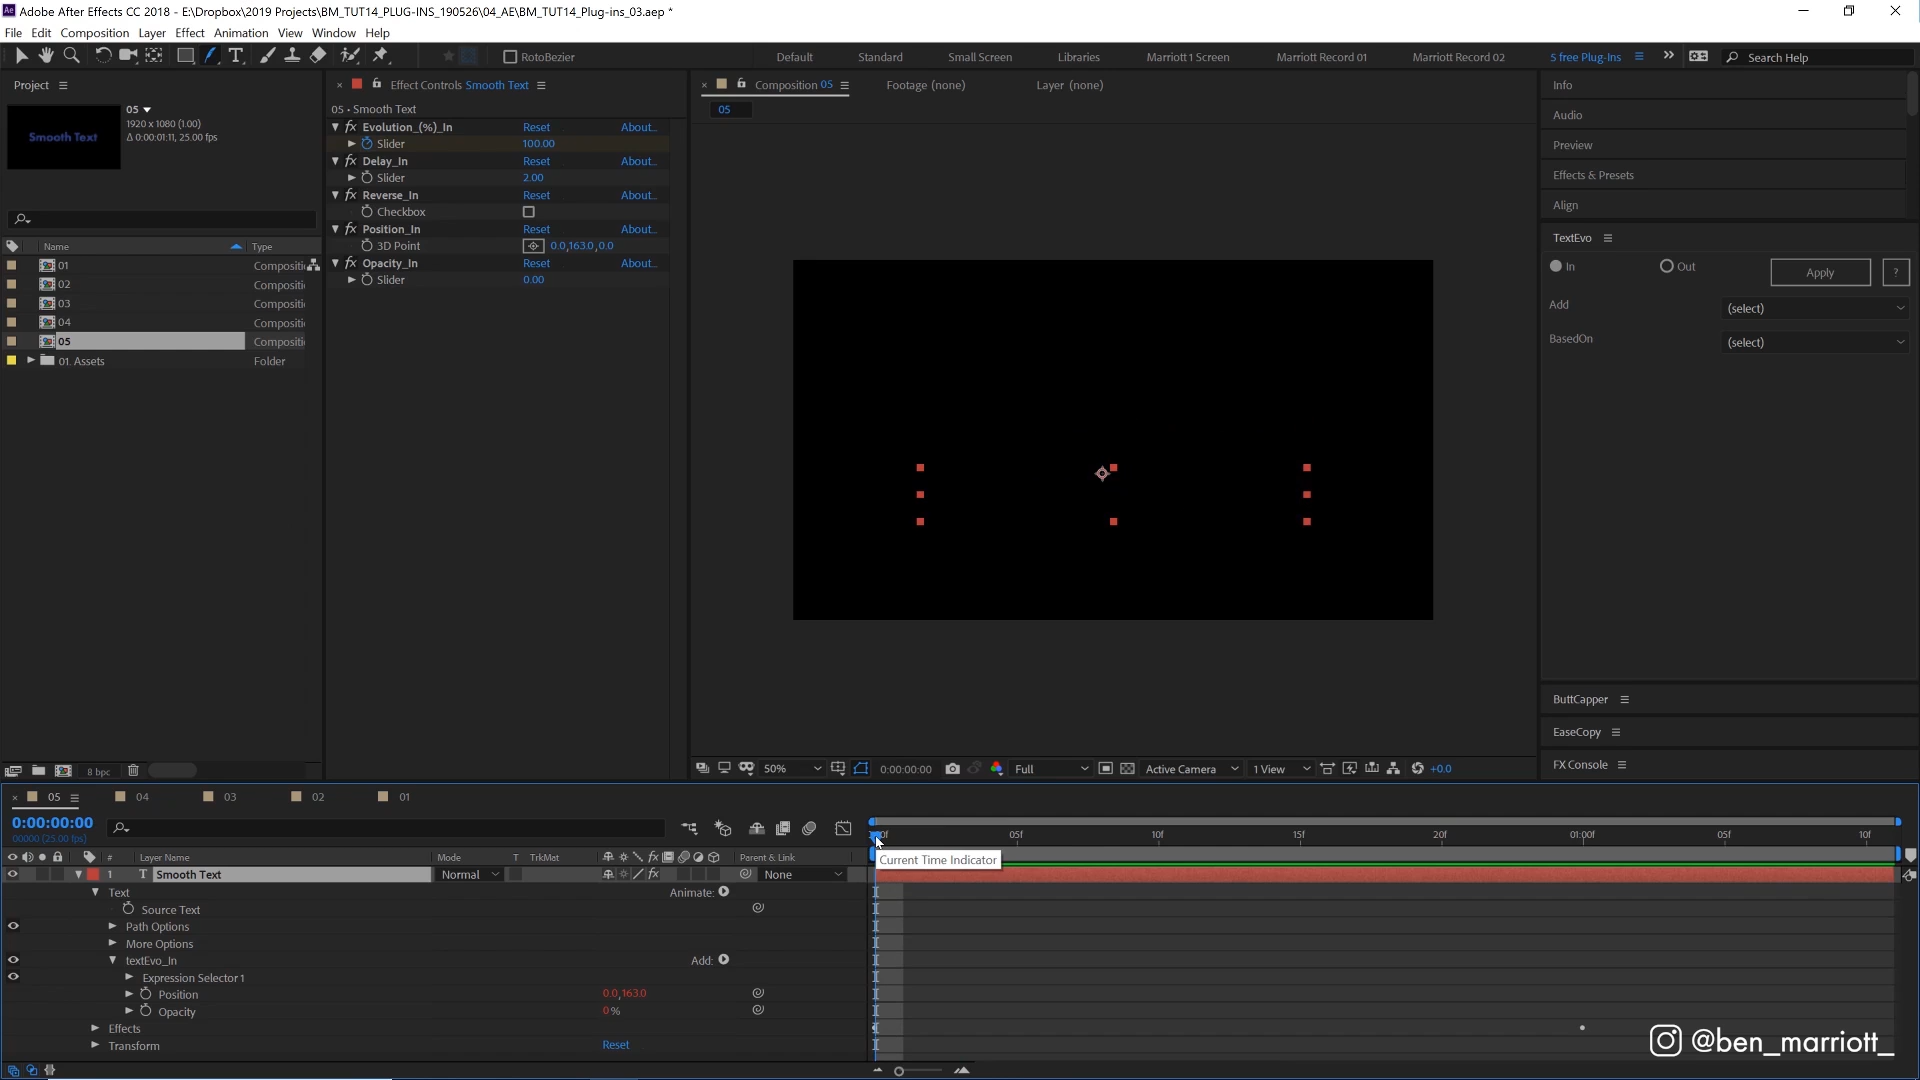 Adobe After Effects CC 2018 - E:\Dropbox\2019 Projects\BM_TUT14_PLUG-INS_190526\04_AE\BM_TUT14_Plug-ins_03.aep *
File Edit Composition Layer Effect Animation View Window Help
RotoBezier Default Standard Small Screen Libraries Marriott 1 Screen Marriott Record 01 Marriott Record 02 5 free Plug-Ins Search Help
Project
05
1920 x 1080 (1.00)
Δ 0:00:01:11, 25.00 fps
Smooth Text
Name Type
01 Compositi
02 Compositi
03 Compositi
04 Compositi
05 Compositi
01. Assets Folder
8 bpc
Effect Controls Smooth Text
05 • Smooth Text
fx Evolution_(%)_In Reset About...
Slider 100.00
fx Delay_In Reset About...
Slider 2.00
fx Reverse_In Reset About...
Checkbox
fx Position_In Reset About...
3D Point 0.0,163.0,0.0
fx Opacity_In Reset About...
Slider 0.00
Composition 05 Footage (none) Layer (none)
05
50% 0:00:00:00 Full Active Camera 1 View +0.0
Info
Audio
Preview
Effects & Presets
Align
TextEvo
In Out Apply ?
Add (select)
BasedOn (select)
ButtCapper
EaseCopy
FX Console
05 04 03 02 01
0:00:00:00
00000 (25.00 fps)
05f 10f 15f 20f 01:00f 05f 10f
# Layer Name Mode T TrkMat Parent & Link
Current Time Indicator
1 T Smooth Text Normal None
Text Animate:
Source Text
Path Options
More Options
textEvo_In Add:
Expression Selector 1
Position 0.0,163.0
Opacity 0%
Effects
Transform Reset
@ben_marriott_